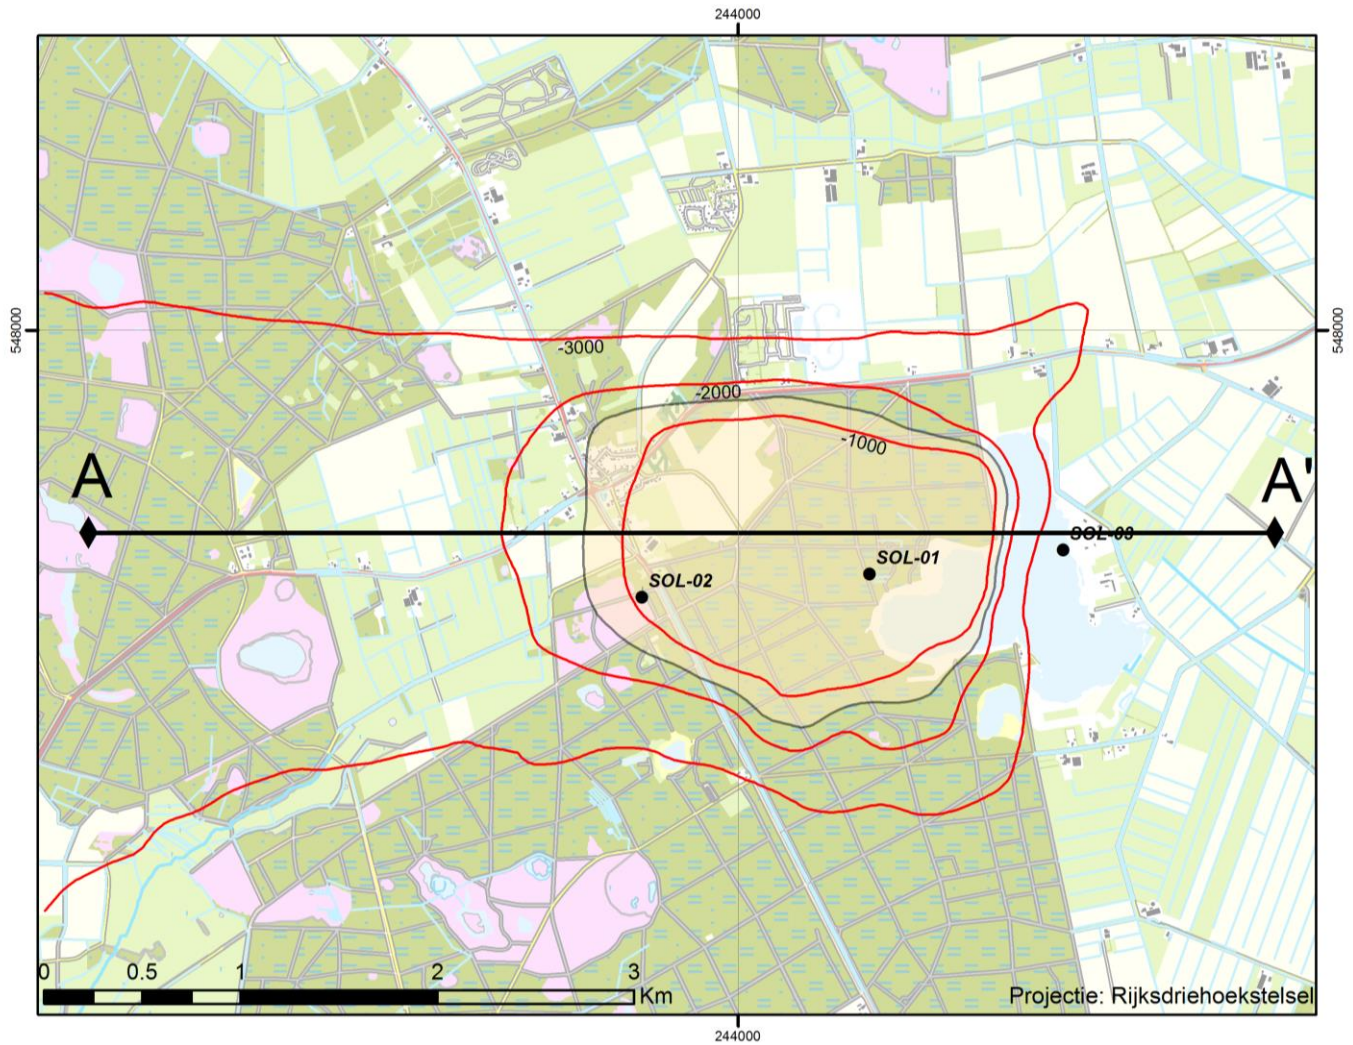 244000
548000
548000
-3000
-2000
-1000
A
A'
SOL-03
SOL-01
SOL-02
0 0.5 1 2 3
Km
Projectie: Rijksdriehoekstelsel
244000